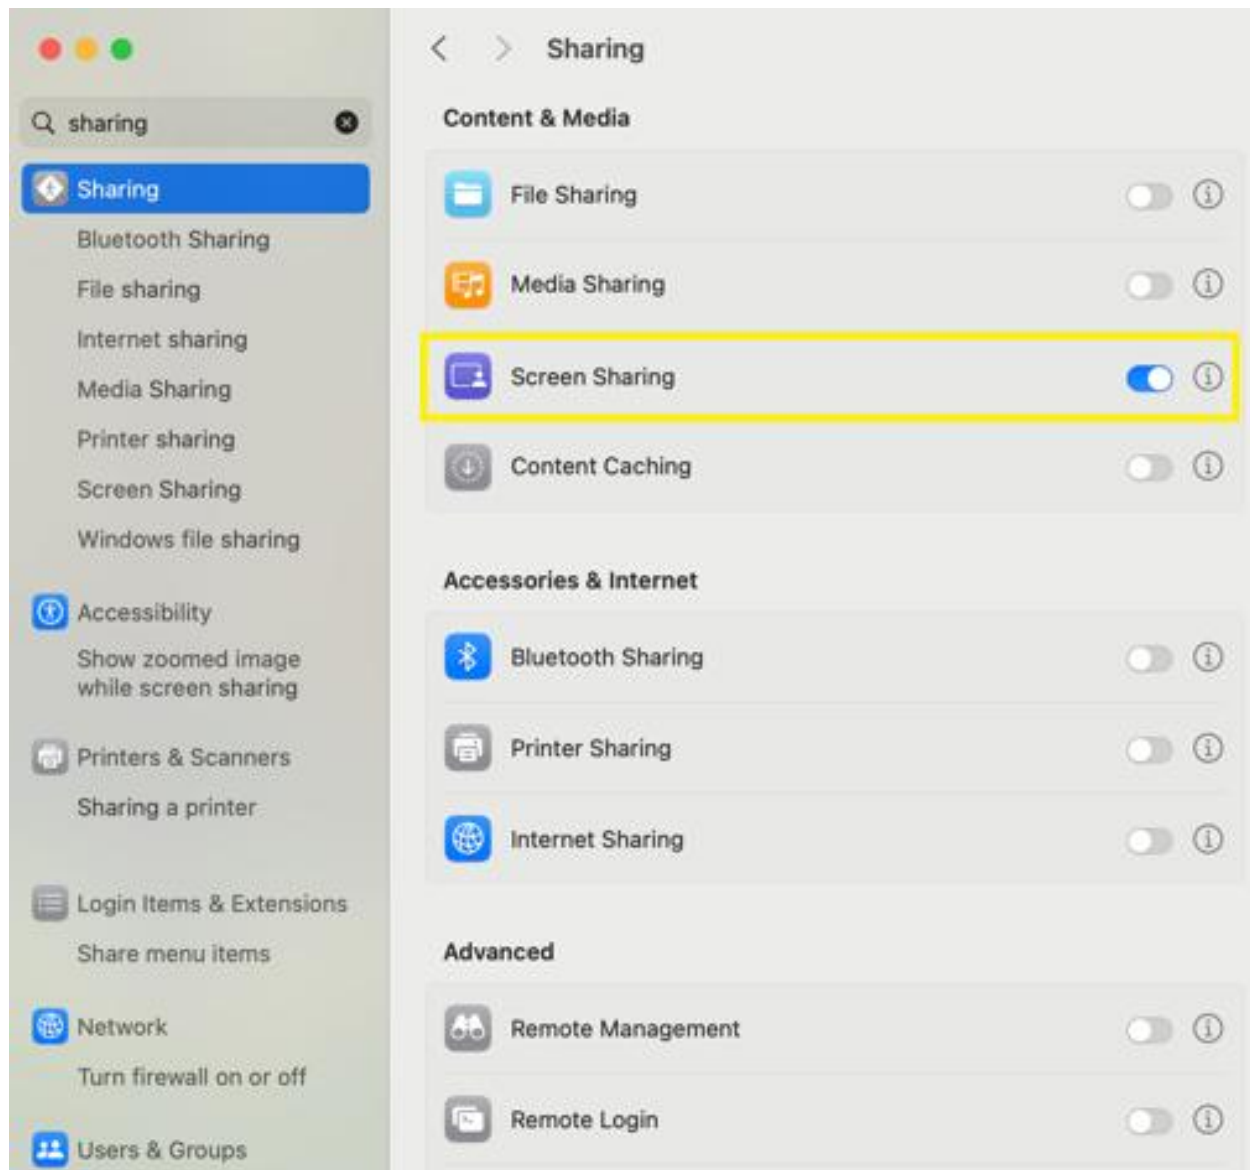 sharing
Sharing
Bluetooth Sharing
File sharing
Internet sharing
Media Sharing
Printer sharing
Screen Sharing
Windows file sharing
Accessibility
Show zoomed image
while screen sharing
Printers & Scanners
Sharing a printer
Login Items & Extensions
Share menu items
Network
Turn firewall on or off
Users & Groups
Sharing
Content & Media
File Sharing
Media Sharing
Screen Sharing
Content Caching
Accessories & Internet
Bluetooth Sharing
Printer Sharing
Internet Sharing
Advanced
Remote Management
Remote Login